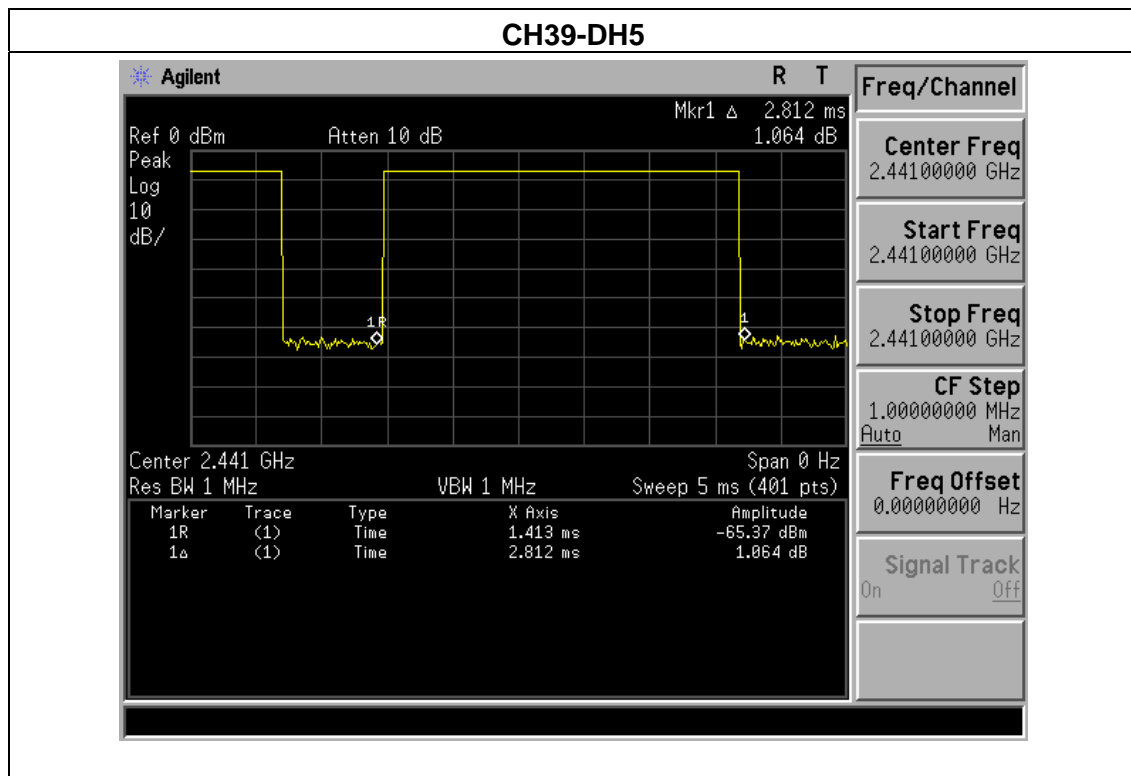 CH39-DH5
Agilent R T
Mkr1 Δ 2.812 ms
Ref 0 dBm Atten 10 dB 1.064 dB
Peak
Log
10
dB/
1R
1
Center 2.441 GHz Span 0 Hz
Res BW 1 MHz VBW 1 MHz Sweep 5 ms (401 pts)
Marker Trace Type X Axis Amplitude
1R (1) Time 1.413 ms -65.37 dBm
1Δ (1) Time 2.812 ms 1.064 dB
Freq/Channel
Center Freq
2.44100000 GHz
Start Freq
2.44100000 GHz
Stop Freq
2.44100000 GHz
CF Step
1.00000000 MHz
Auto Man
Freq Offset
0.00000000 Hz
Signal Track
On Off